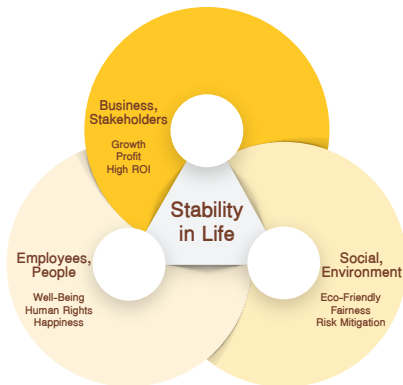 Business,
Stakeholders
Growth
Profit
High ROI
Stability
in Life
Employees,
People
Well-Being
Human Rights
Happiness
Social,
Environment
Eco-Friendly
Fairness
Risk Mitigation